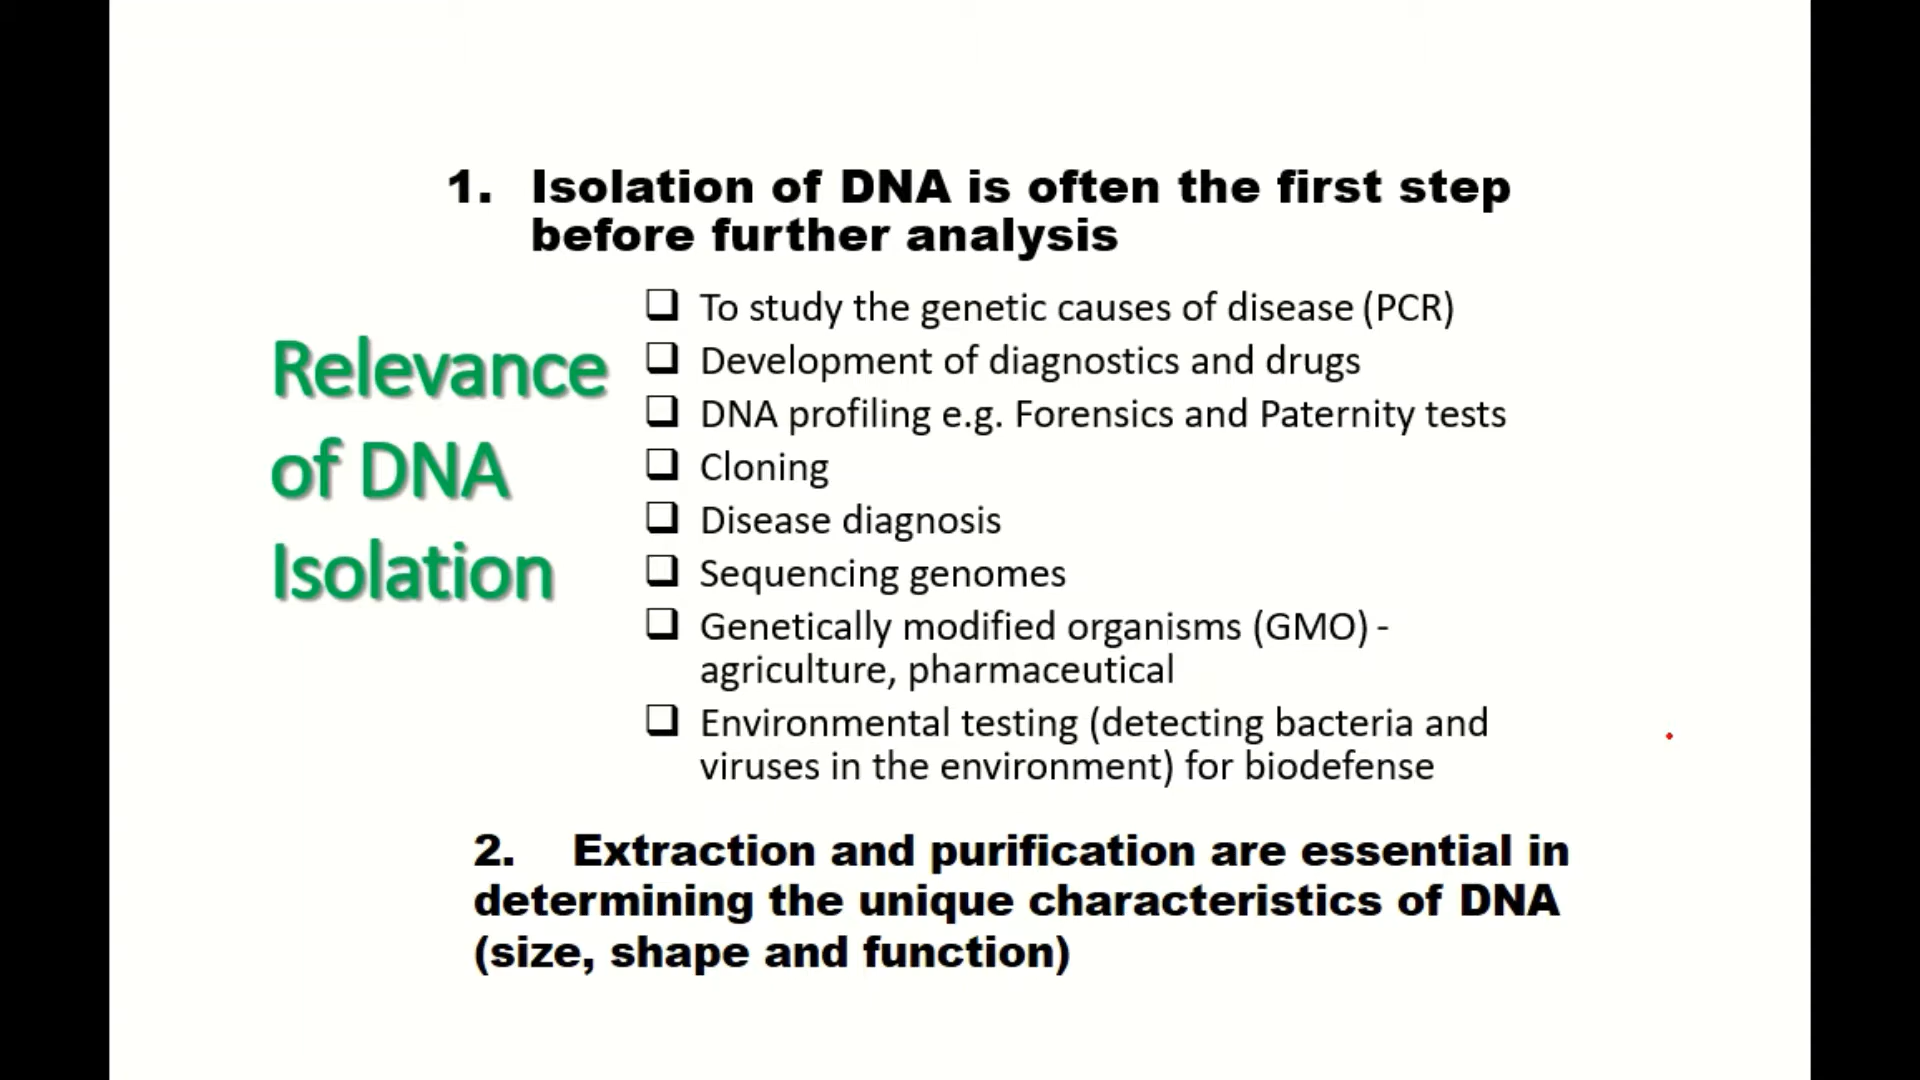 Relevance
of DNA
Isolation
1. Isolation of DNA is often the first step
before further analysis
❑ To study the genetic causes of disease (PCR)
❑ Development of diagnostics and drugs
❑ DNA profiling e.g. Forensics and Paternity tests
❑ Cloning
❑ Disease diagnosis
❑ Sequencing genomes
❑ Genetically modified organisms (GMO) -
agriculture, pharmaceutical
❑ Environmental testing (detecting bacteria and
viruses in the environment) for biodefense
2. Extraction and purification are essential in
determining the unique characteristics of DNA
(size, shape and function)